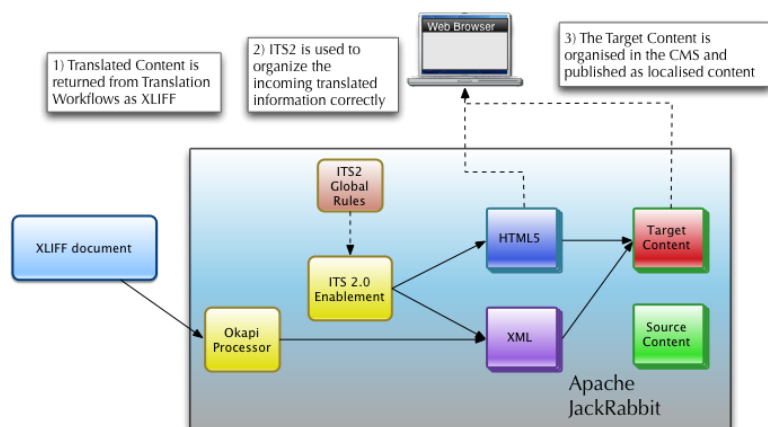 1) Translated Content is
returned from Translation
Workflows as XLIFF
2) ITS2 is used to
organize the
incoming translated
information correctly
Web Browser
3) The Target Content is
organised in the CMS and
published as localised content
ITS2
Global
Rules
XLIFF document
ITS 2.0
Enablement
Okapi
Processor
HTML5
XML
Target
Content
Source
Content
Apache
JackRabbit